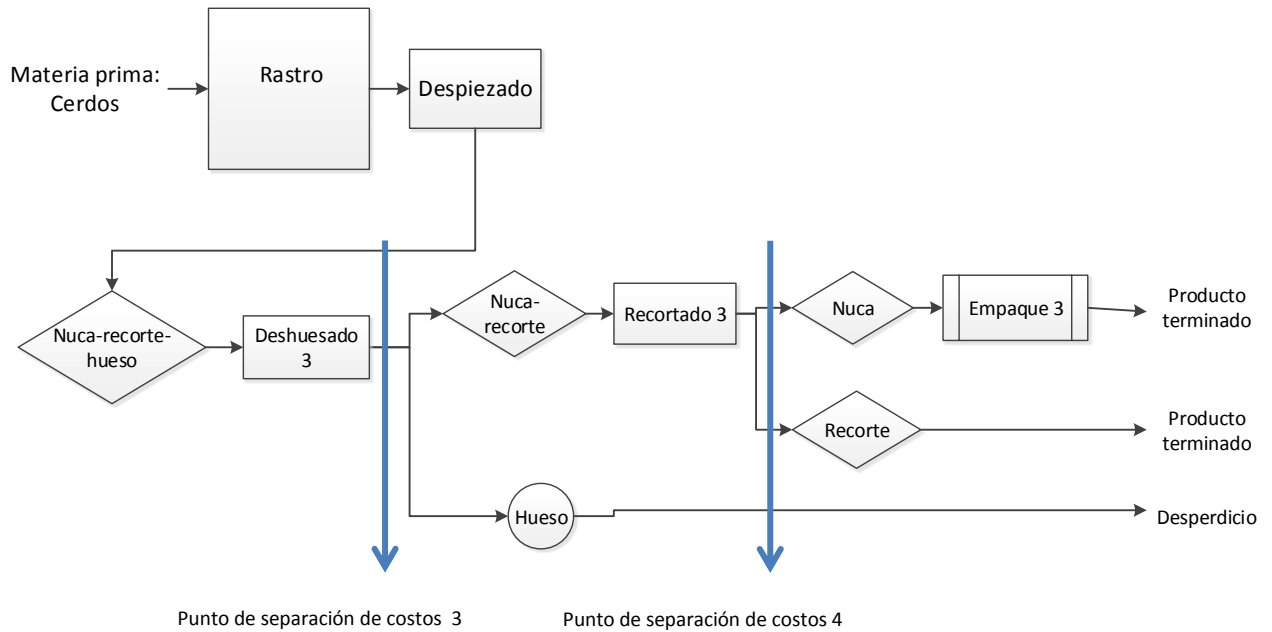 Materia prima:
Cerdos
Rastro
Despiezado
Nuca-recorte-
hueso
Deshuesado
3
Nuca-
recorte
Recortado 3
Nuca
Empaque 3
Producto
terminado
Recorte
Producto
terminado
Hueso
Desperdicio
Punto de separación de costos  3
Punto de separación de costos 4